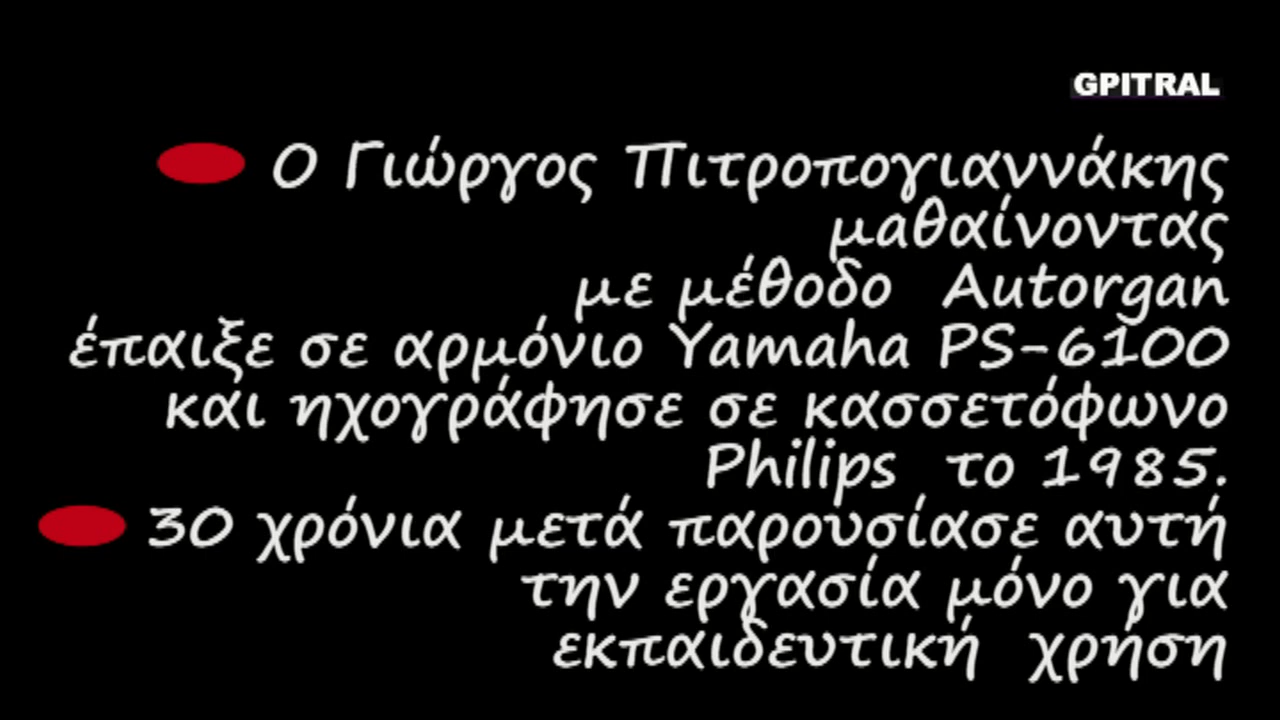 GPITRAL
Ο Γιώργος Πιτροπογιαννάκης
μαθαίνοντας
με μέθοδο Autorgan
έπαιξε σε αρμόνιο Yamaha PS-6100
και ηχογράφησε σε κασσετόφωνο
Philips το 1985.
30 χρόνια μετά παρουσίασε αυτή
την εργασία μόνο για
εκπαιδευτική χρήση